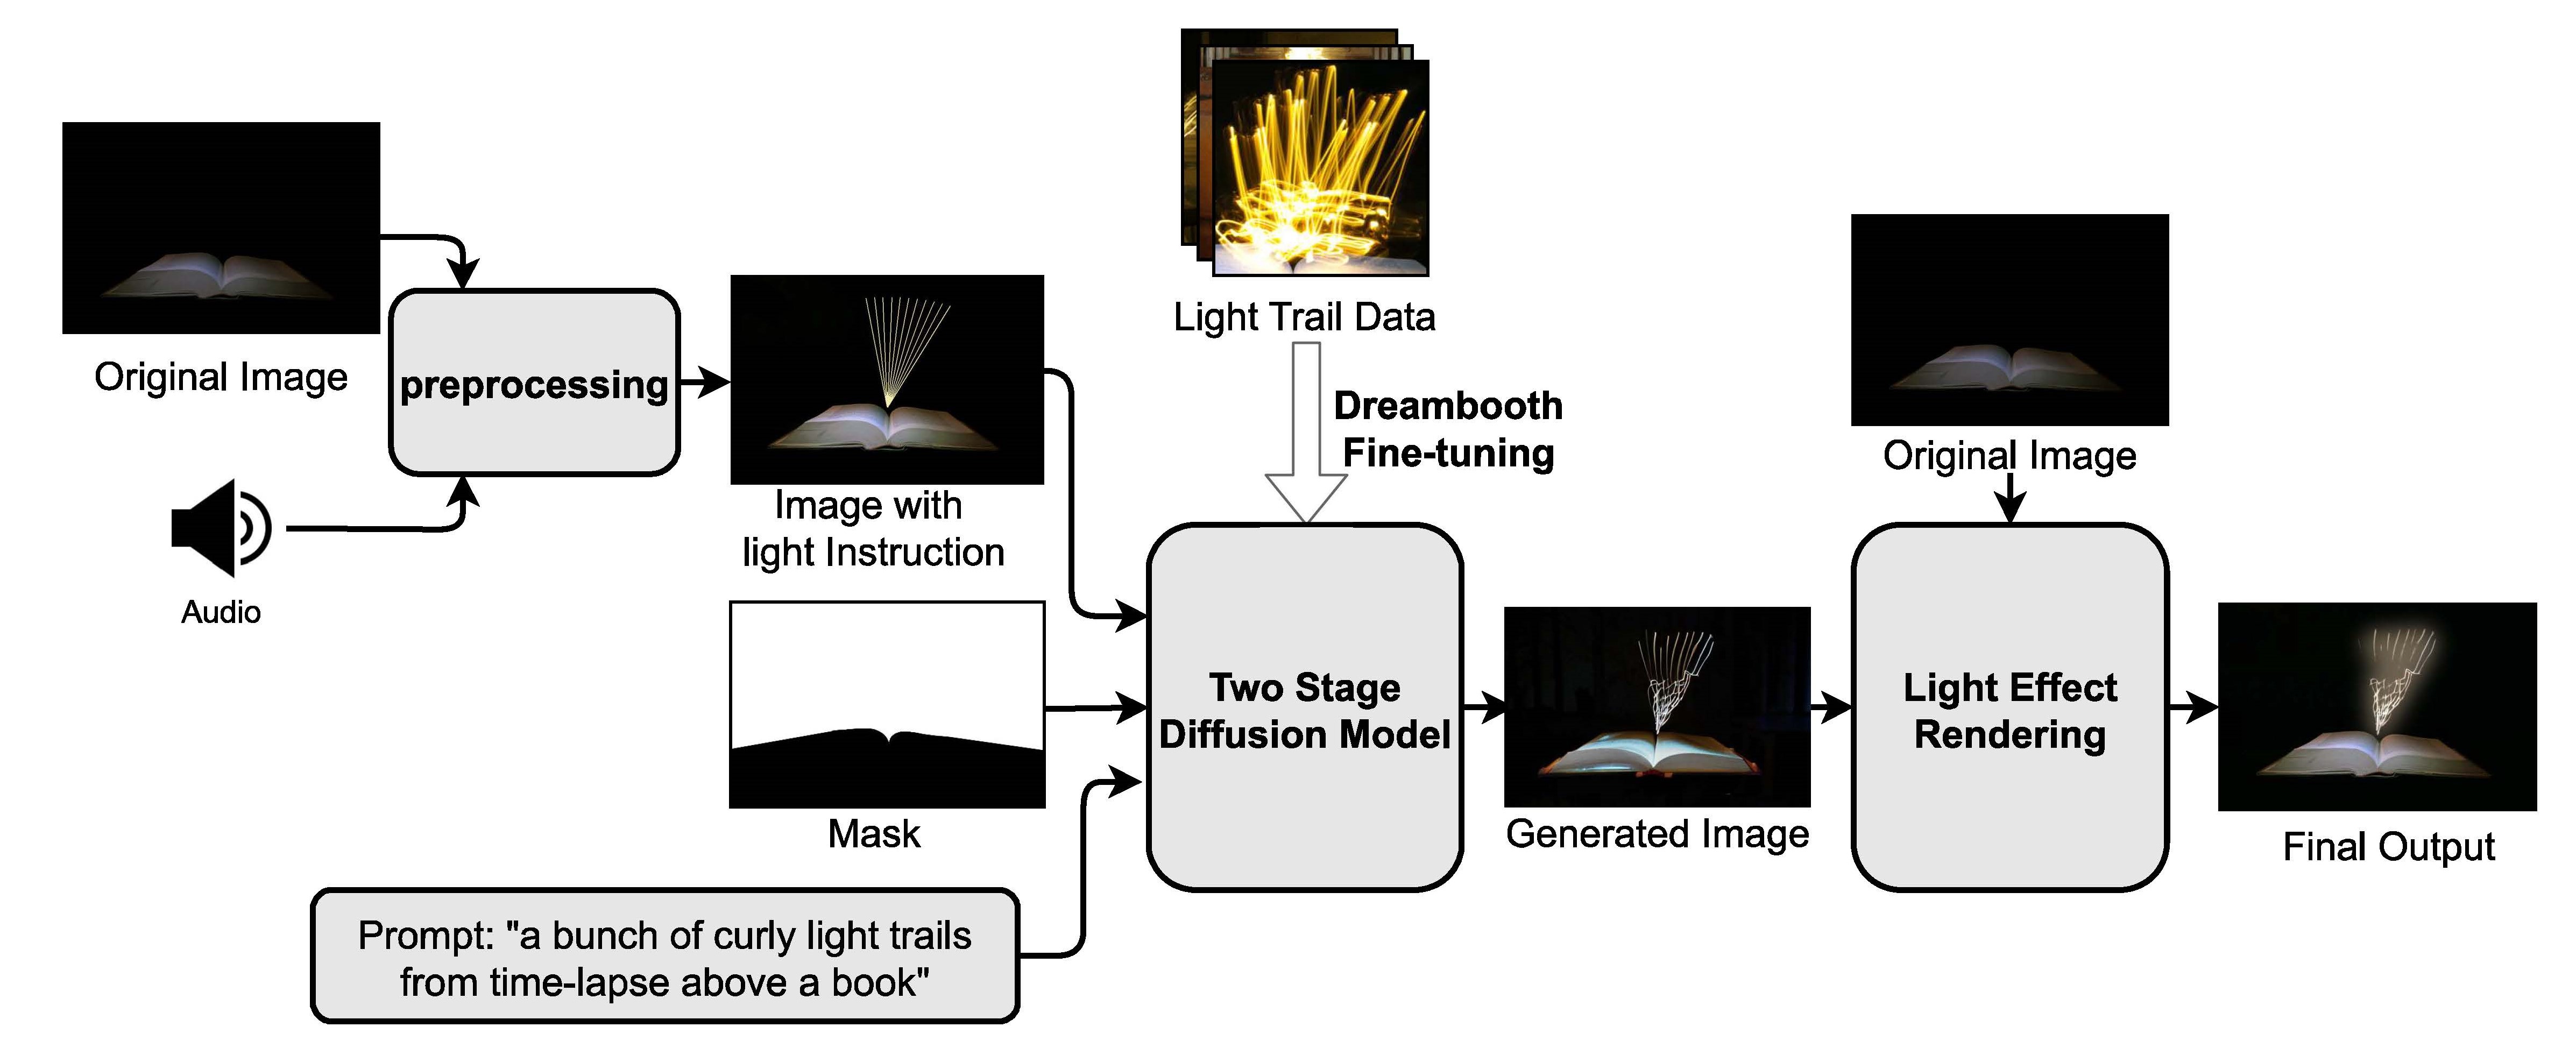 Original Image
preprocessing
Audio
Image with
light Instruction
Mask
Prompt: "a bunch of curly light trails
from time-lapse above a book"
Light Trail Data
Dreambooth
Fine-tuning
Two Stage
Diffusion Model
Generated Image
Original Image
Light Effect
Rendering
Final Output